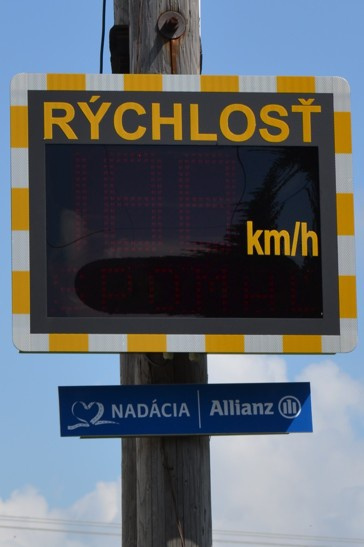 RÝCHLOSŤ
km/h
NADÁCIA | Allianz